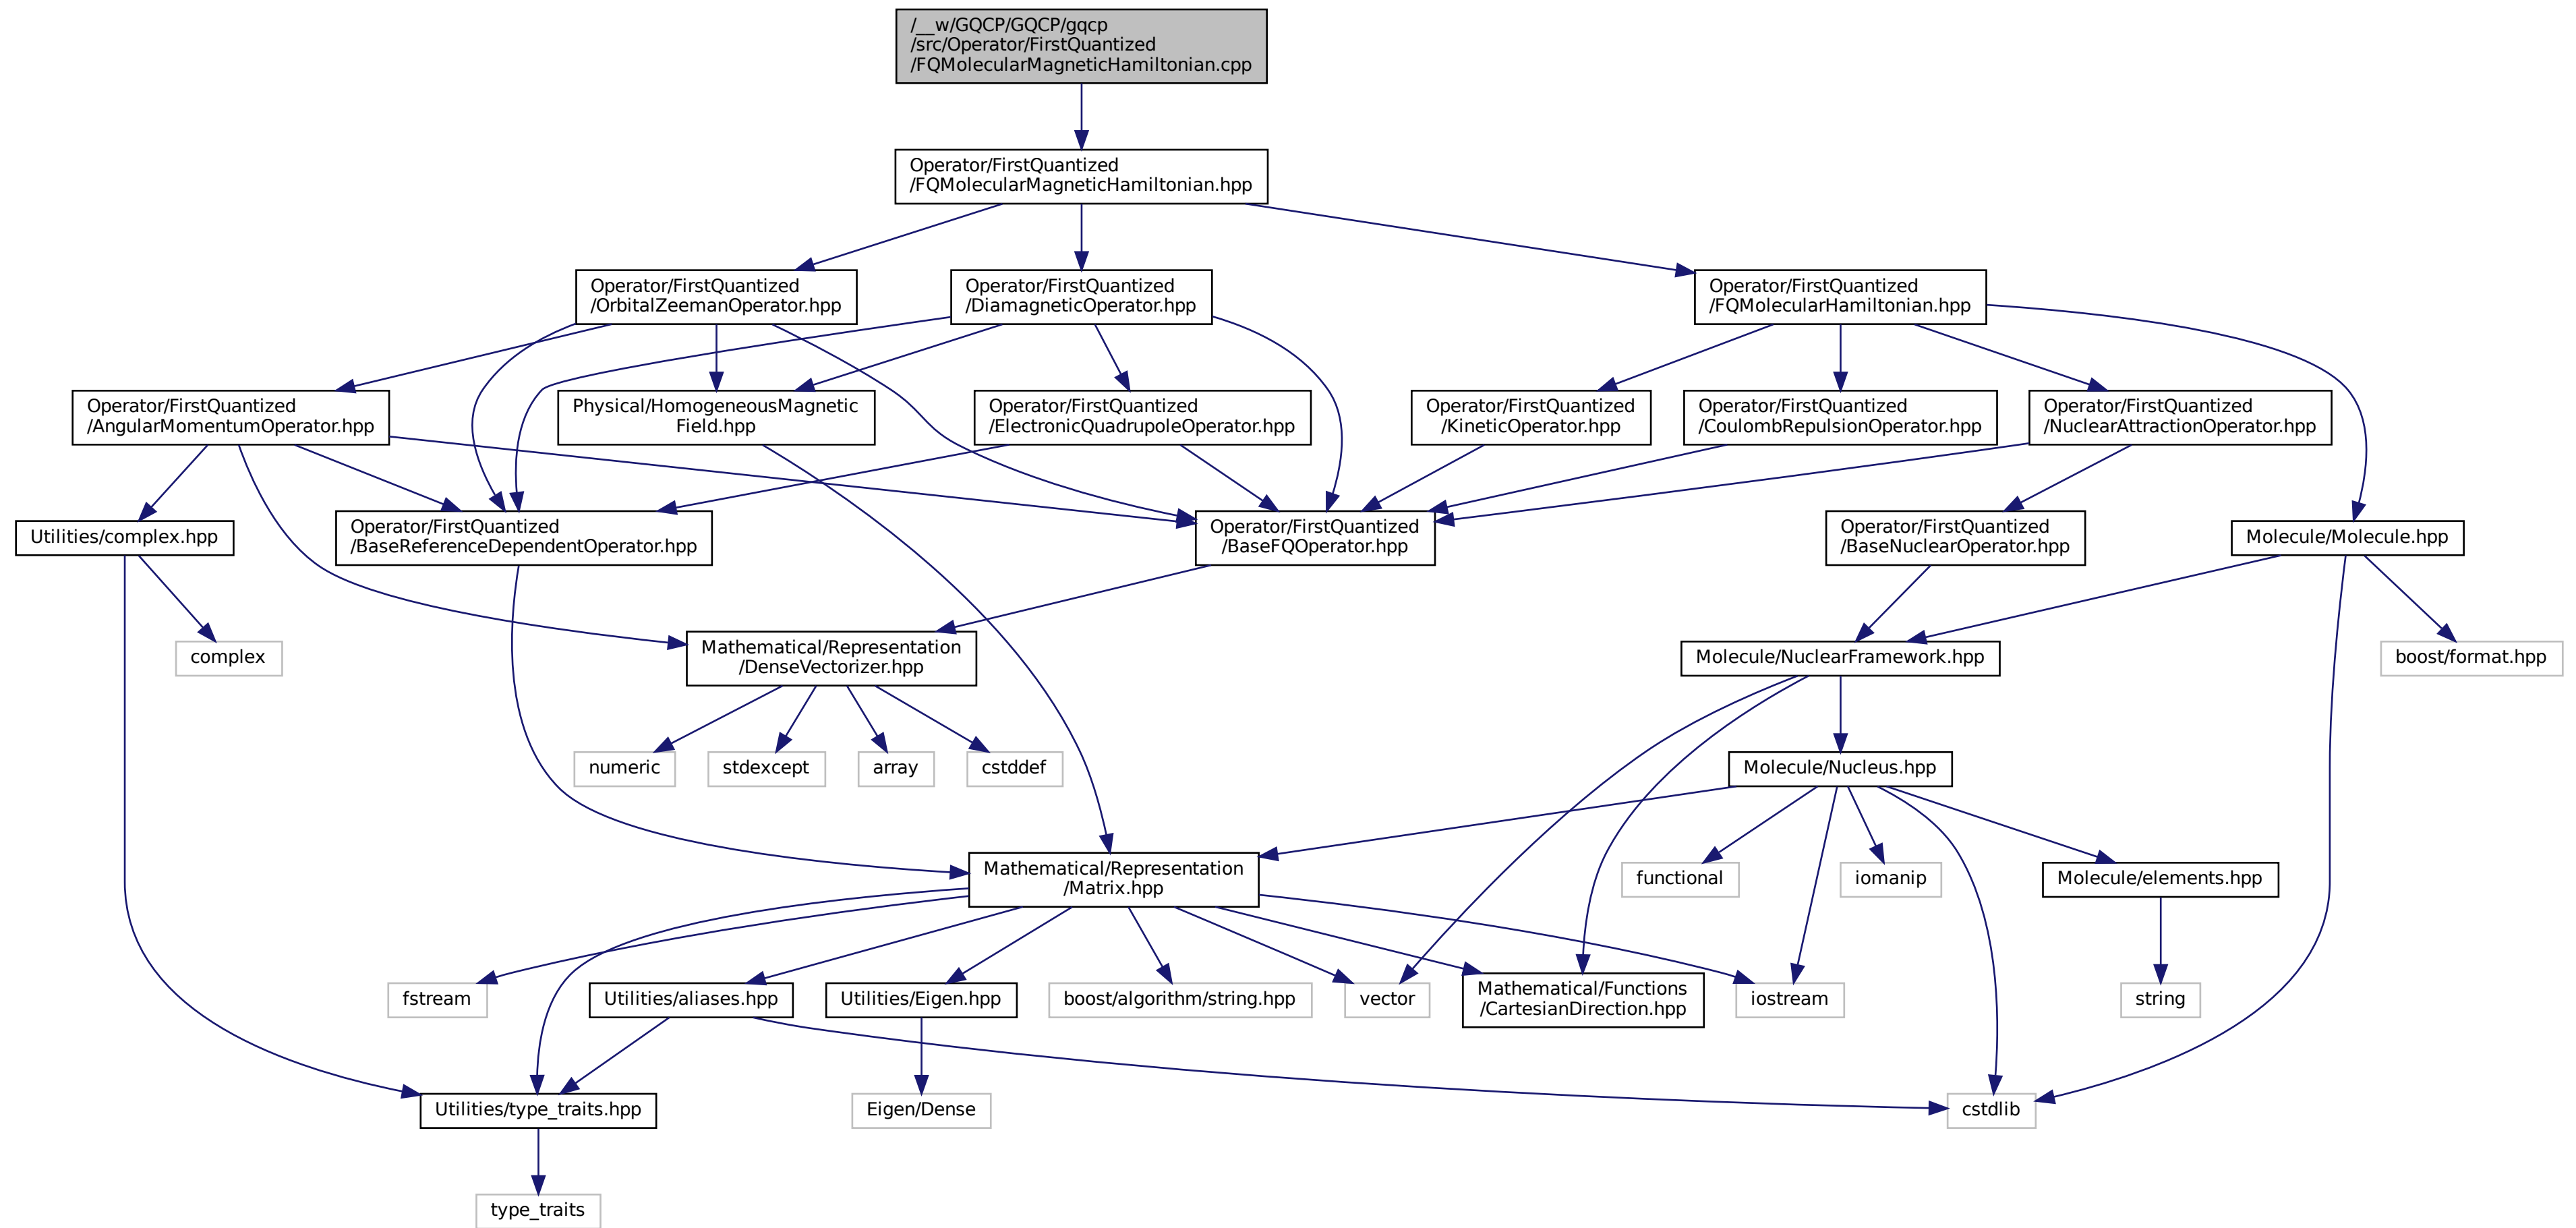 /__w/GQCP/GQCP/gqcp
/src/Operator/FirstQuantized
/FQMolecularMagneticHamiltonian.cpp
Operator/FirstQuantized
/FQMolecularMagneticHamiltonian.hpp
Operator/FirstQuantized
/OrbitalZeemanOperator.hpp
Operator/FirstQuantized
/DiamagneticOperator.hpp
Operator/FirstQuantized
/FQMolecularHamiltonian.hpp
Operator/FirstQuantized
/AngularMomentumOperator.hpp
Physical/HomogeneousMagnetic
Field.hpp
Operator/FirstQuantized
/ElectronicQuadrupoleOperator.hpp
Operator/FirstQuantized
/KineticOperator.hpp
Operator/FirstQuantized
/CoulombRepulsionOperator.hpp
Operator/FirstQuantized
/NuclearAttractionOperator.hpp
Utilities/complex.hpp
Operator/FirstQuantized
/BaseReferenceDependentOperator.hpp
Operator/FirstQuantized
/BaseFQOperator.hpp
Operator/FirstQuantized
/BaseNuclearOperator.hpp
Molecule/Molecule.hpp
complex
Mathematical/Representation
/DenseVectorizer.hpp
Molecule/NuclearFramework.hpp
boost/format.hpp
numeric
stdexcept
array
cstddef
Molecule/Nucleus.hpp
Mathematical/Representation
/Matrix.hpp
functional
iomanip
Molecule/elements.hpp
fstream
Utilities/aliases.hpp
Utilities/Eigen.hpp
boost/algorithm/string.hpp
vector
Mathematical/Functions
/CartesianDirection.hpp
iostream
string
Utilities/type_traits.hpp
Eigen/Dense
cstdlib
type_traits